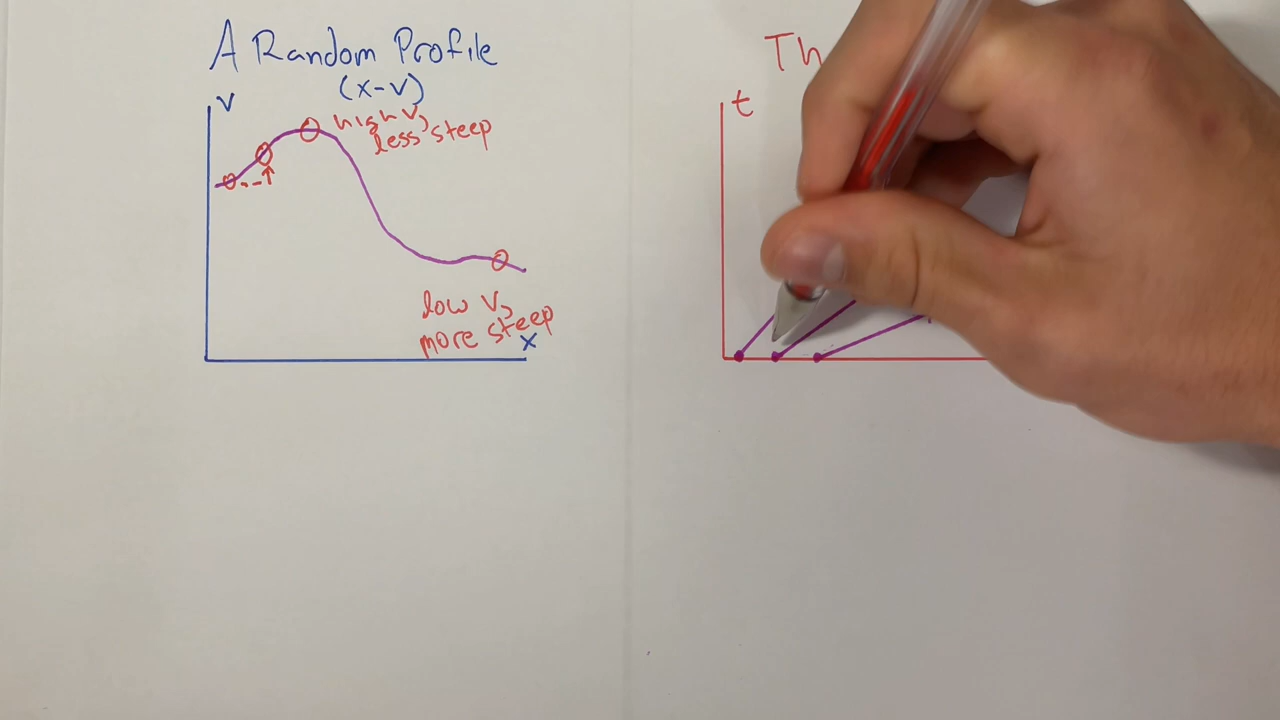 A Random Profile
(x-v)
v
high v,
less steep
low v,
more steep
x
Th
t